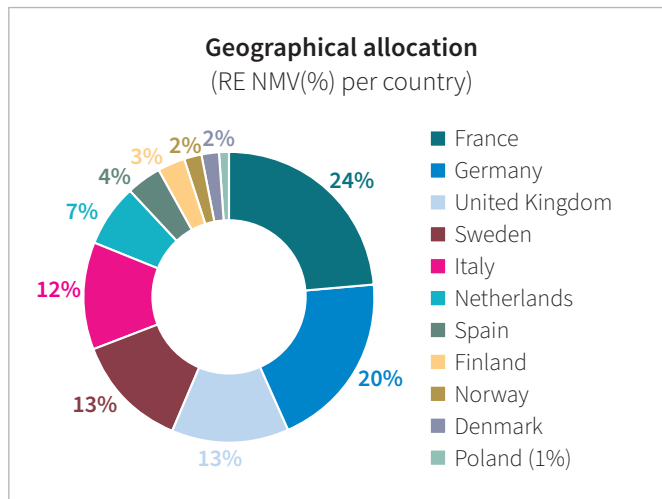 Geographical allocation
(RE NMV(%) per country)
2%
2%
3%
4%
7%
12%
13%
13%
20%
24%
France
Germany
United Kingdom
Sweden
Italy
Netherlands
Spain
Finland
Norway
Denmark
Poland (1%)